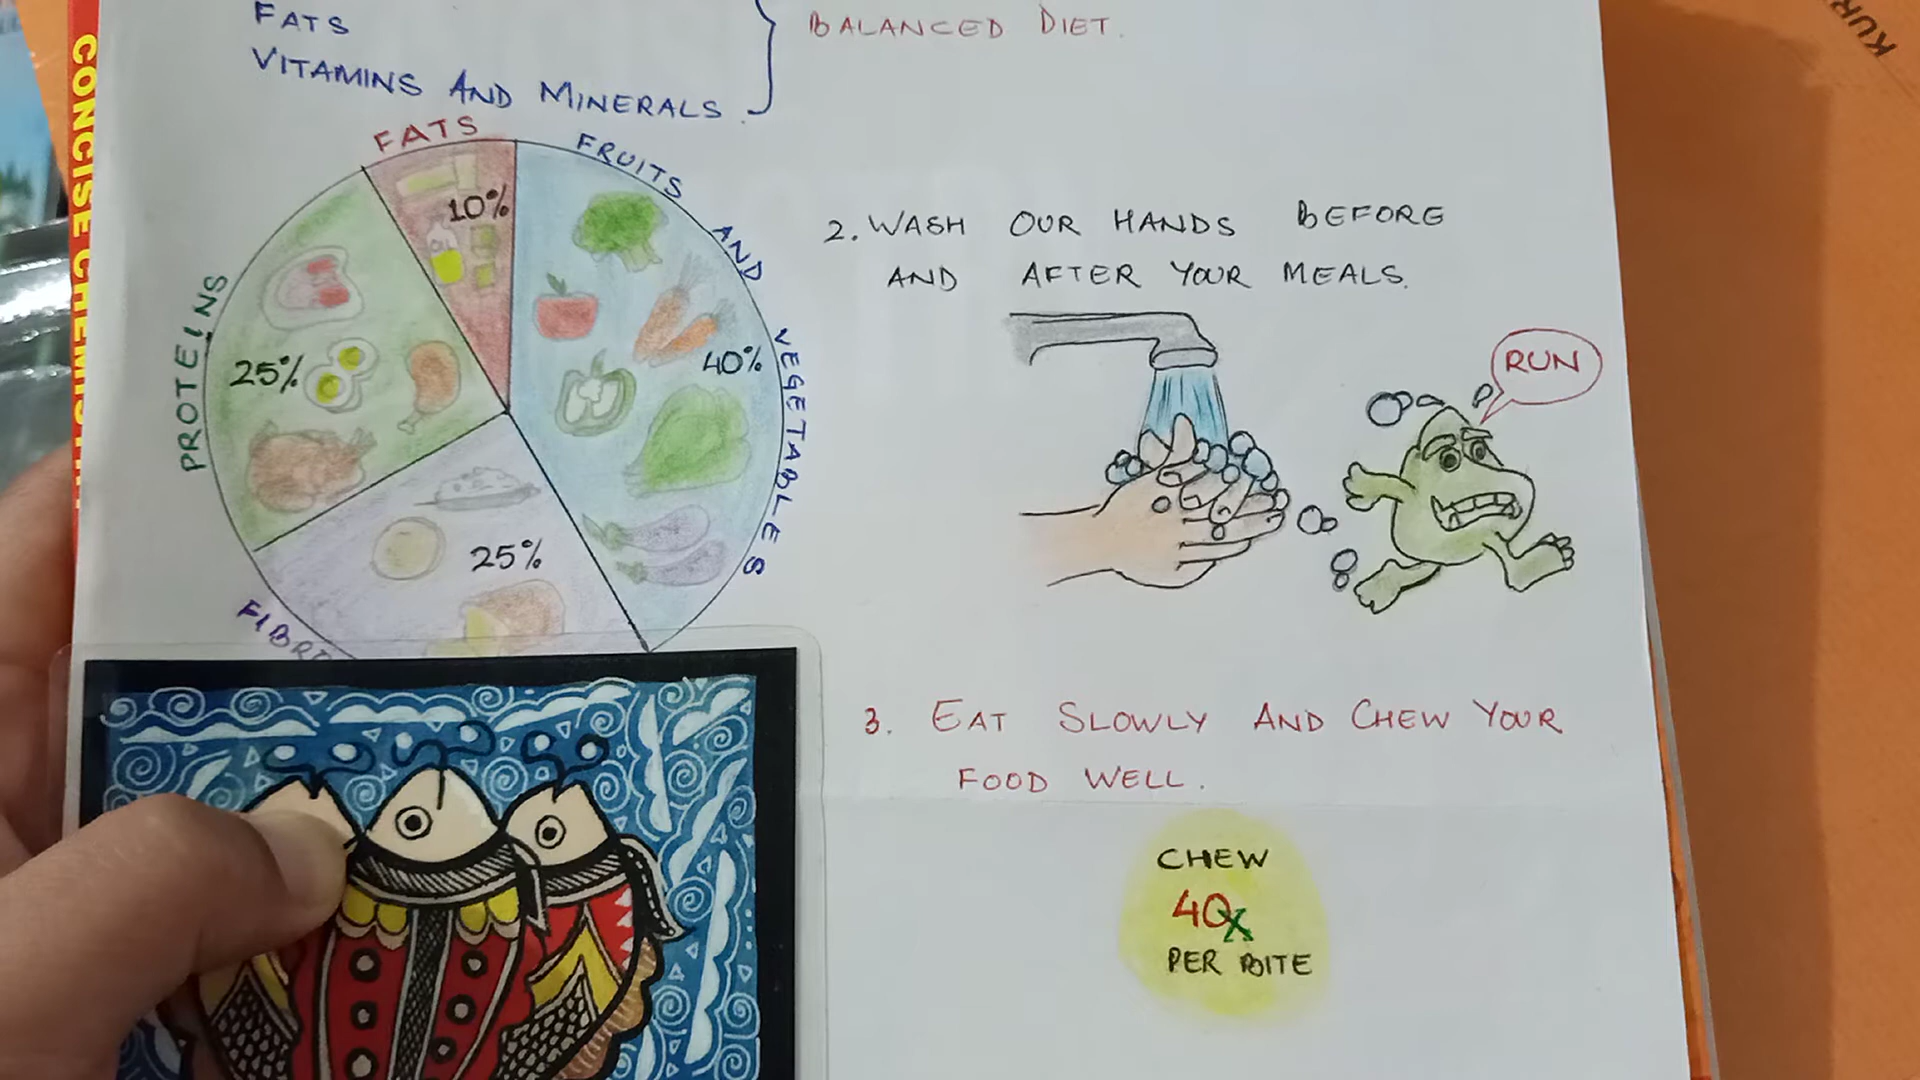 FATS
VITAMINS AND MINERALS.
BALANCED DIET.
FATS
10%
OIL
FRUITS AND VEGETABLES
40%
PROTEINS
25%
25%
2. WASH OUR HANDS BEFORE
AND AFTER YOUR MEALS.
RUN
3. EAT SLOWLY AND CHEW YOUR
FOOD WELL.
CHEW
40X
PER BITE
CONCISE
KUR